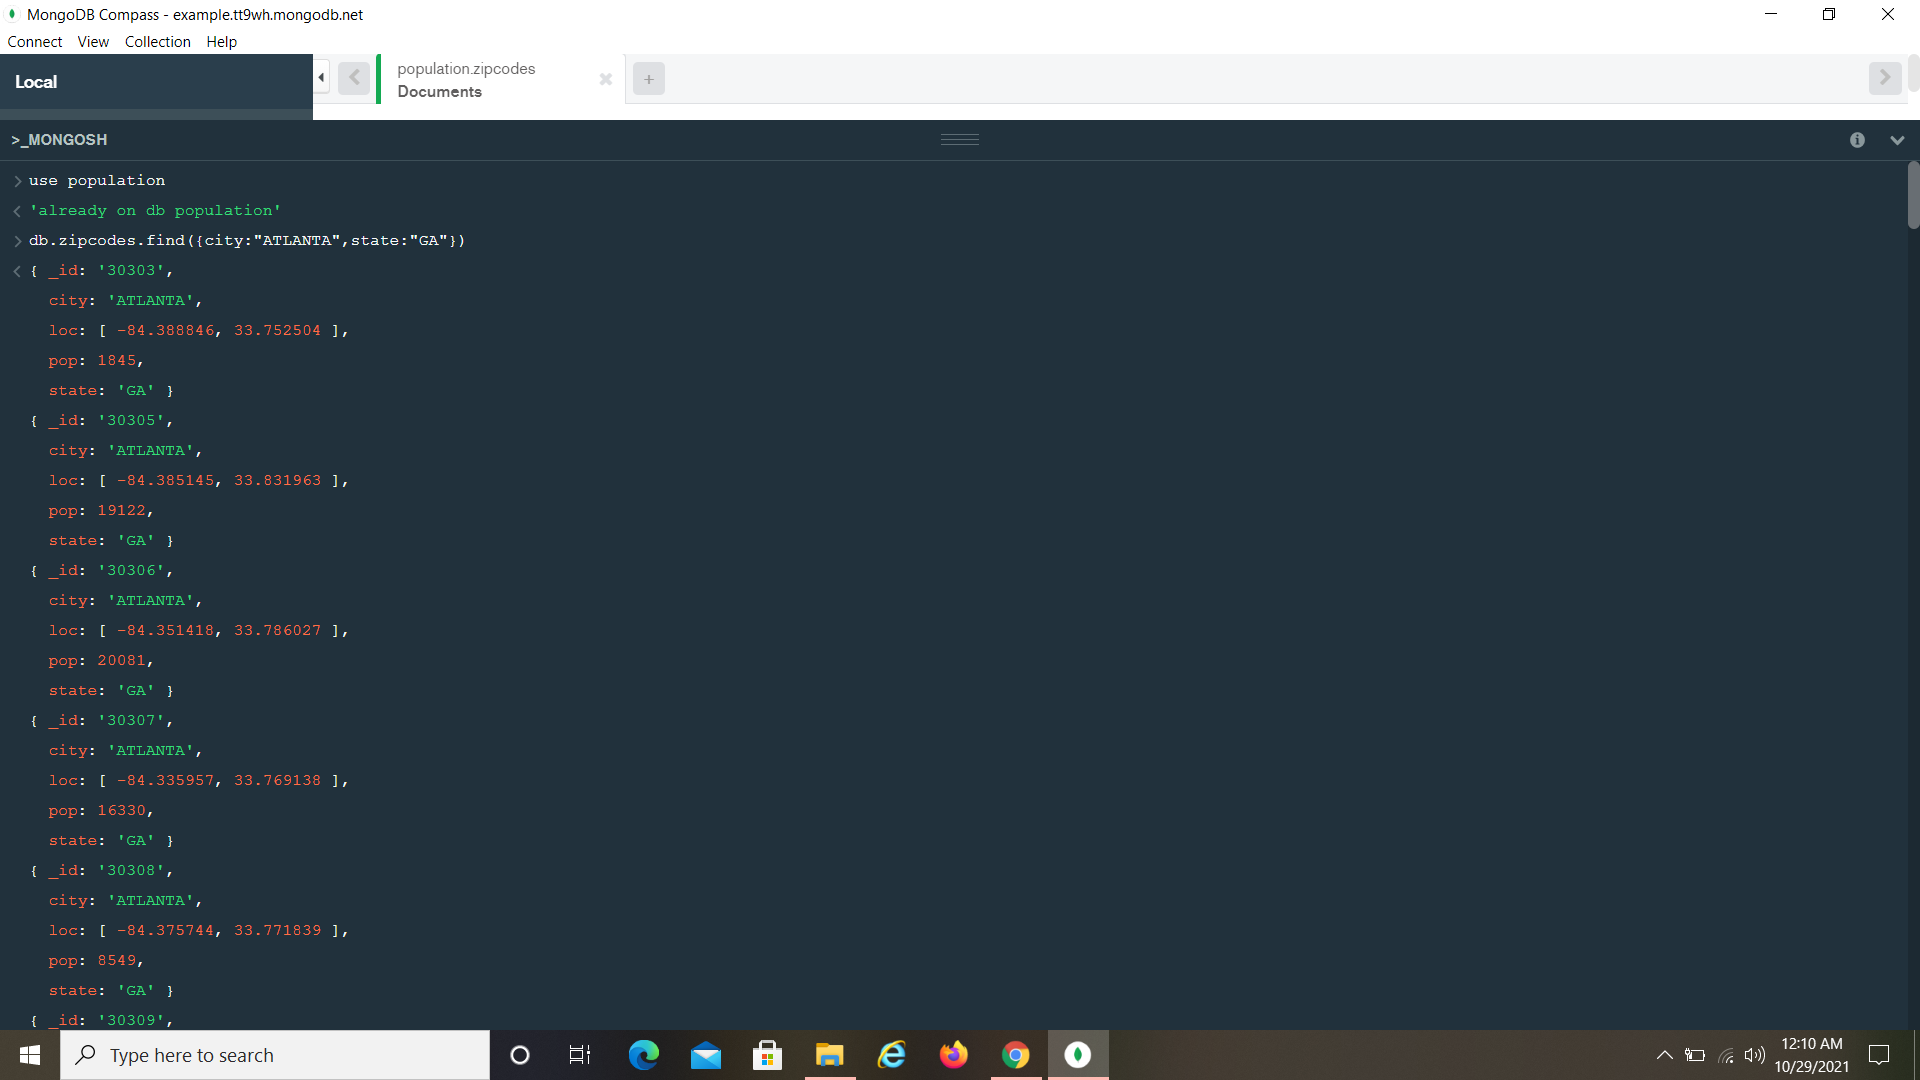 MongoDB Compass - example.tt9wh.mongodb.net
Connect View Collection Help
Local
population.zipcodes
Documents
>_MONGOSH
use population
'already on db population'
db.zipcodes.find({city:"ATLANTA",state:"GA"})
{ _id: '30303',
city: 'ATLANTA',
loc: [ -84.388846, 33.752504 ],
pop: 1845,
state: 'GA' }
{ _id: '30305',
city: 'ATLANTA',
loc: [ -84.385145, 33.831963 ],
pop: 19122,
state: 'GA' }
{ _id: '30306',
city: 'ATLANTA',
loc: [ -84.351418, 33.786027 ],
pop: 20081,
state: 'GA' }
{ _id: '30307',
city: 'ATLANTA',
loc: [ -84.335957, 33.769138 ],
pop: 16330,
state: 'GA' }
{ _id: '30308',
city: 'ATLANTA',
loc: [ -84.375744, 33.771839 ],
pop: 8549,
state: 'GA' }
{ _id: '30309',
Type here to search
12:10 AM
10/29/2021